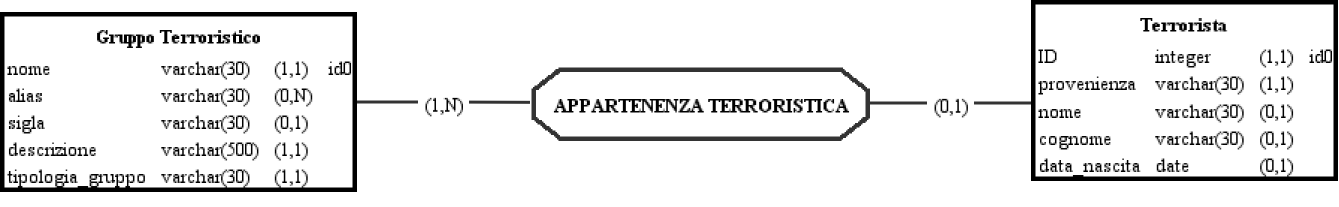 Gruppo Terroristico
nome varchar(30) (1,1) id0
alias varchar(30) (0,N)
sigla varchar(30) (0,1)
descrizione varchar(500) (1,1)
tipologia_gruppo varchar(30) (1,1)
(1,N)
APPARTENENZA TERRORISTICA
(0,1)
Terrorista
ID integer (1,1) id0
provenienza varchar(30) (1,1)
nome varchar(30) (0,1)
cognome varchar(30) (0,1)
data_nascita date (0,1)